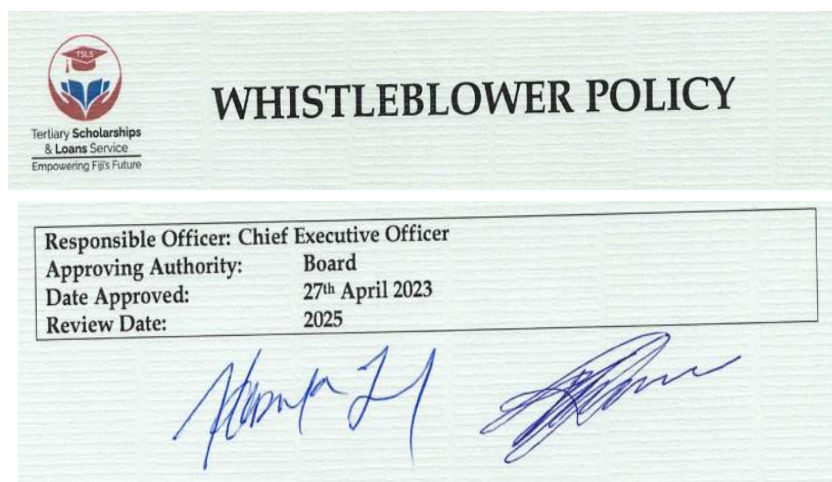 TSLS
Tertiary Scholarships
& Loans Service
Empowering Fiji's Future
WHISTLEBLOWER POLICY
Responsible Officer: Chief Executive Officer
Approving Authority: Board
Date Approved: 27th April 2023
Review Date: 2025